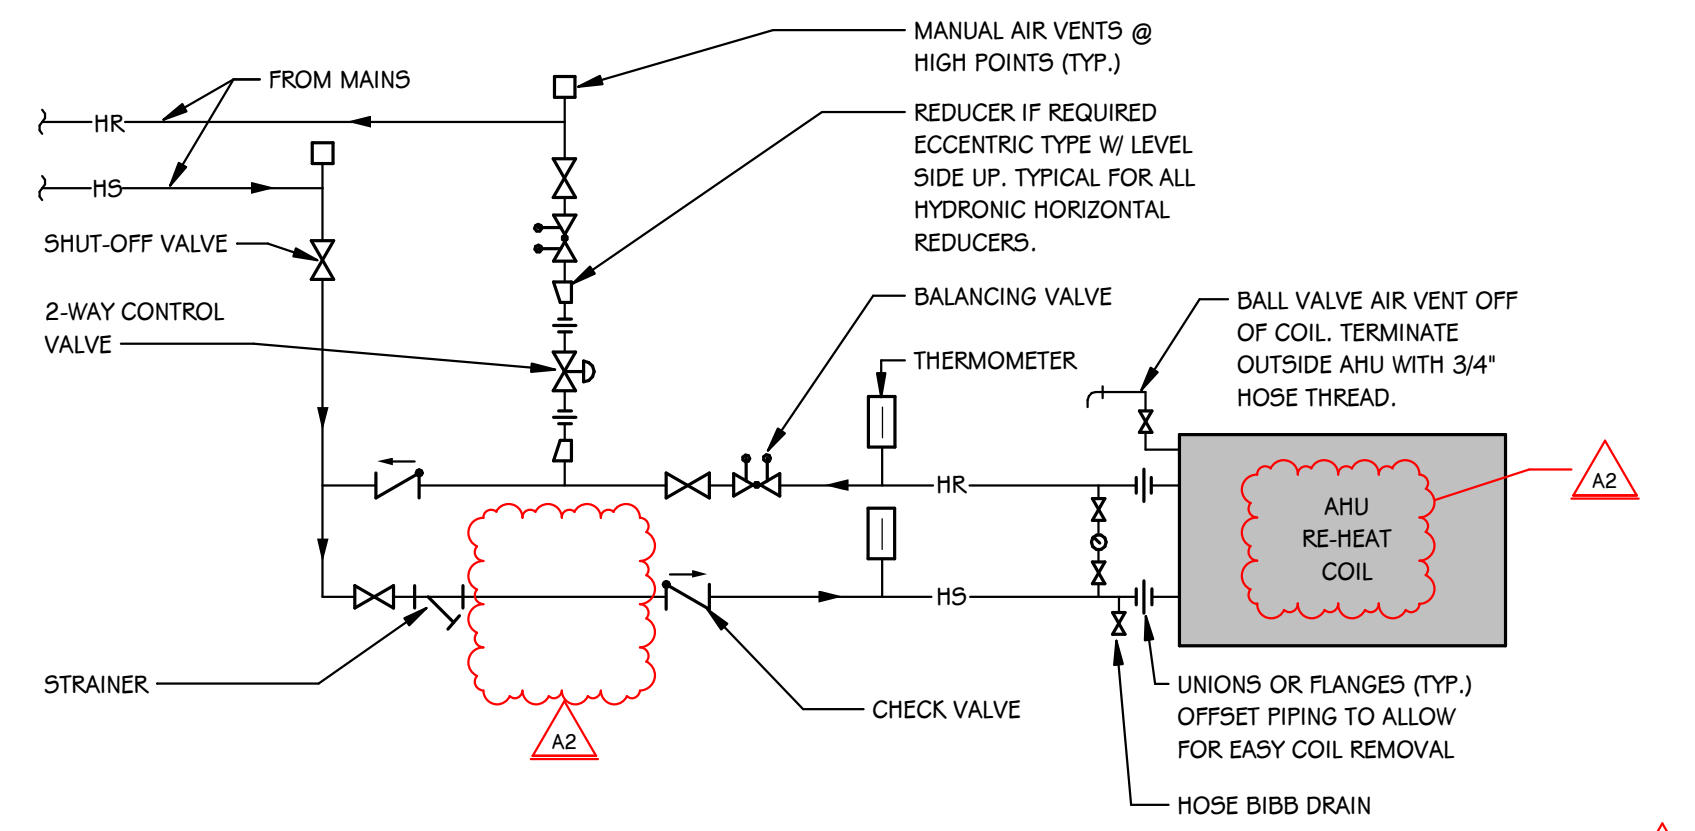 MANUAL AIR VENTS @
HIGH POINTS (TYP.)
FROM MAINS
HR
REDUCER IF REQUIRED
ECCENTRIC TYPE W/ LEVEL
SIDE UP. TYPICAL FOR ALL
HYDRONIC HORIZONTAL
REDUCERS.
HS
SHUT-OFF VALVE
2-WAY CONTROL
VALVE
BALANCING VALVE
BALL VALVE AIR VENT OFF
OF COIL. TERMINATE
OUTSIDE AHU WITH 3/4"
HOSE THREAD.
THERMOMETER
HR
A2
AHU
RE-HEAT
COIL
HS
STRAINER
CHECK VALVE
A2
UNIONS OR FLANGES (TYP.)
OFFSET PIPING TO ALLOW
FOR EASY COIL REMOVAL
HOSE BIBB DRAIN